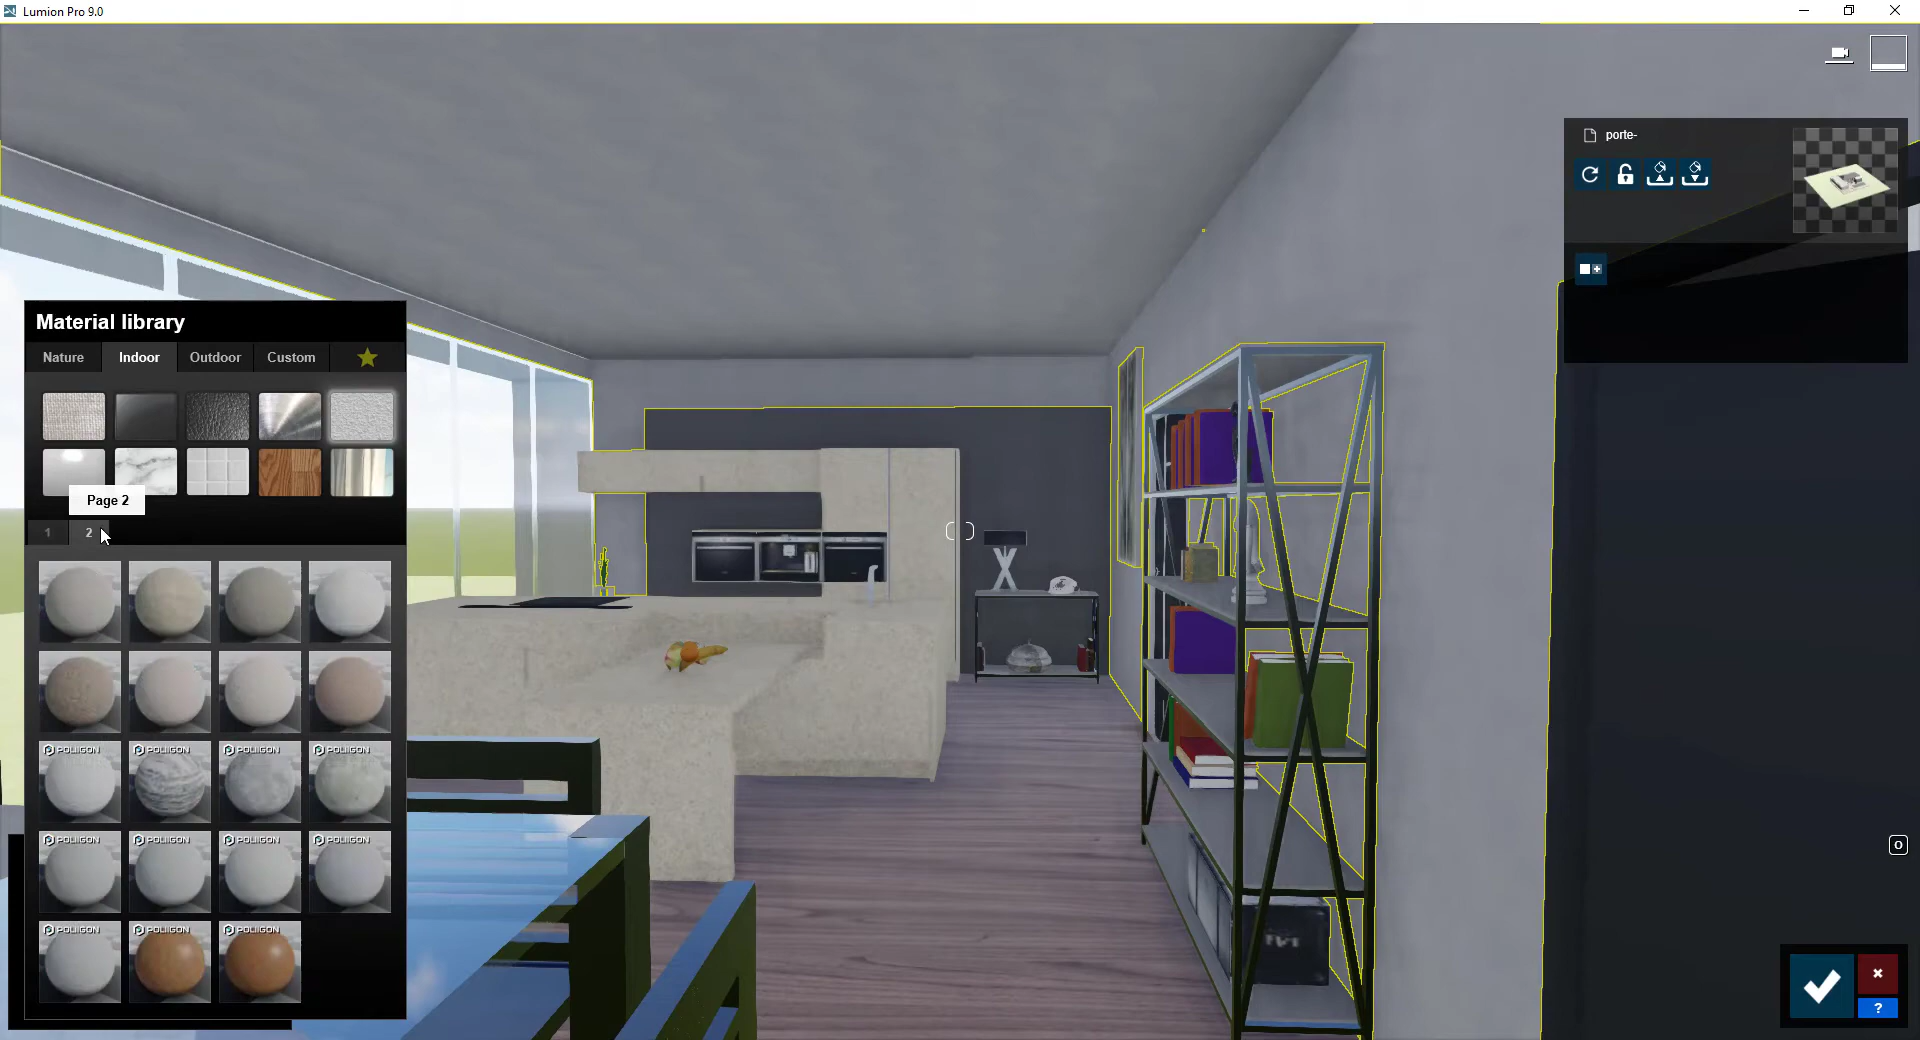 Lumion Pro 9.0
porte-
Material library
Nature Indoor Outdoor Custom
Page 2
1 2
POLIIGON POLIIGON POLIIGON POLIIGON
POLIIGON POLIIGON POLIIGON POLIIGON
POLIIGON POLIIGON POLIIGON
O
?